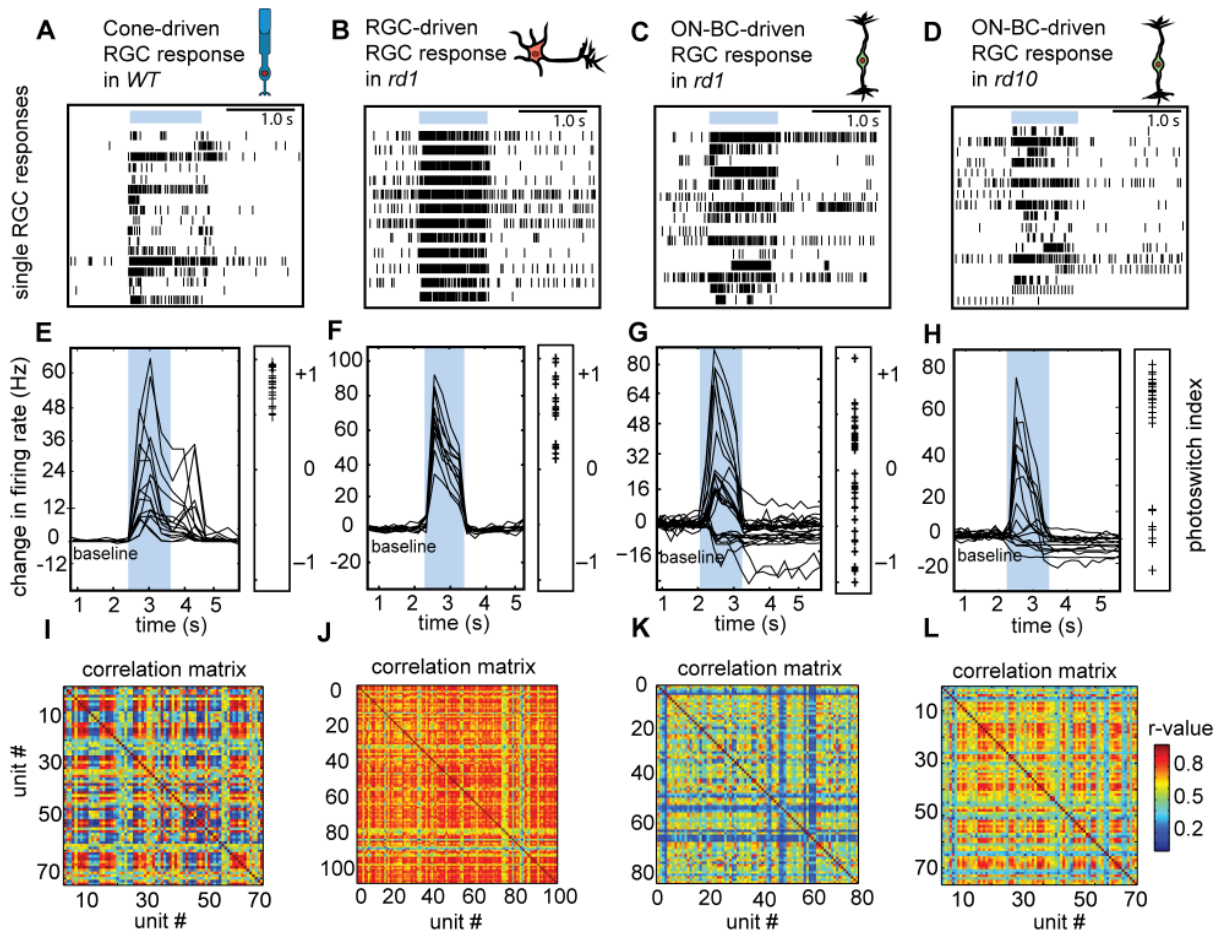 A Cone-driven RGC response in WT
B RGC-driven RGC response in rd1
C ON-BC-driven RGC response in rd1
D ON-BC-driven RGC response in rd10
single RGC responses
1.0 s
1.0 s
1.0 s
1.0 s
E
F
G
H
change in firing rate (Hz)
60
48
36
24
12
0
-12
baseline
1 2 3 4 5
time (s)
+1
0
-1
100
80
60
40
20
0
-20
baseline
1 2 3 4 5
time (s)
+1
0
−1
80
64
48
32
16
0
−16
baseline
1 2 3 4 5
time (s)
+1
0
−1
80
60
40
20
0
-20
baseline
1 2 3 4 5
time (s)
photoswitch index
I
J
K
L
correlation matrix
correlation matrix
correlation matrix
correlation matrix
unit #
10
30
50
70
10 30 50 70
unit #
0
20
40
60
80
100
0 20 40 60 80 100
unit #
0
20
40
60
80
0 20 40 60 80
unit #
10
30
50
70
10 30 50 70
unit #
r-value
0.8
0.6
0.4
0.2